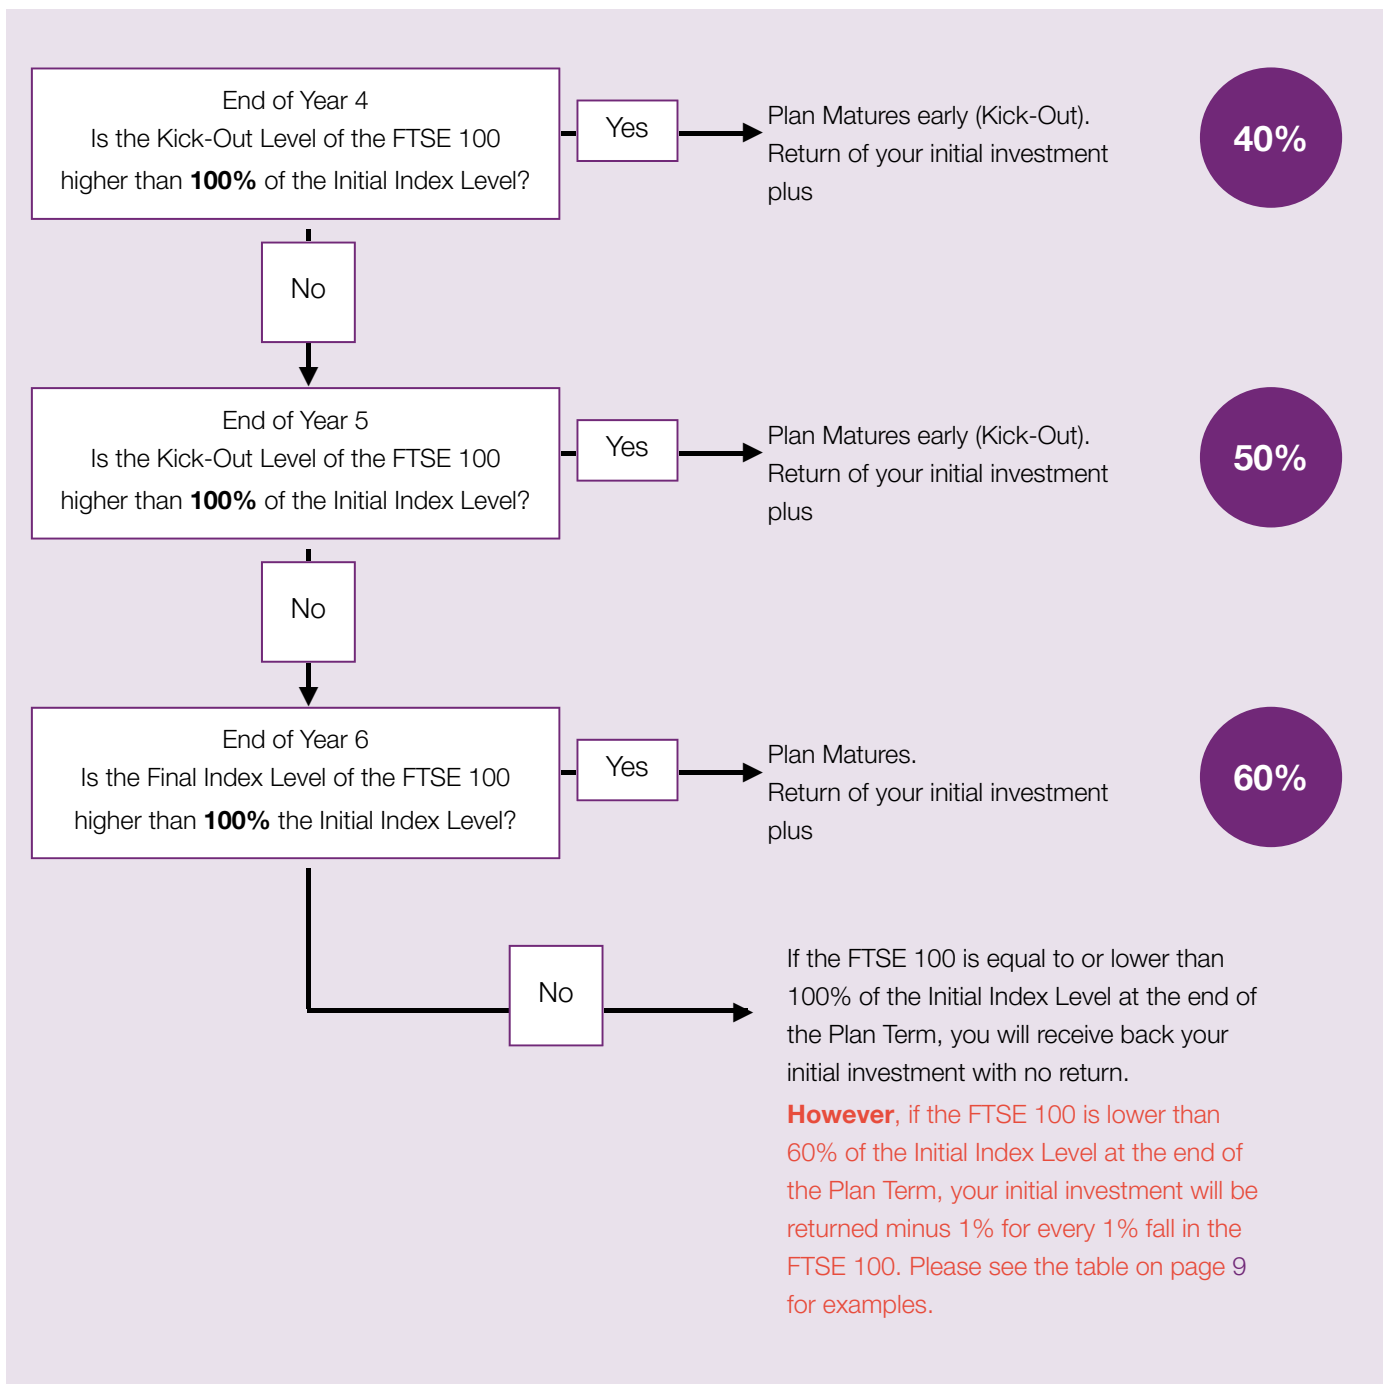 End of Year 4
Is the Kick-Out Level of the FTSE 100
higher than 100% of the Initial Index Level?
Yes
Plan Matures early (Kick-Out).
Return of your initial investment
plus
40%
No
End of Year 5
Is the Kick-Out Level of the FTSE 100
higher than 100% of the Initial Index Level?
Yes
Plan Matures early (Kick-Out).
Return of your initial investment
plus
50%
No
End of Year 6
Is the Final Index Level of the FTSE 100
higher than 100% the Initial Index Level?
Yes
Plan Matures.
Return of your initial investment
plus
60%
No
If the FTSE 100 is equal to or lower than
100% of the Initial Index Level at the end of
the Plan Term, you will receive back your
initial investment with no return.
However, if the FTSE 100 is lower than
60% of the Initial Index Level at the end of
the Plan Term, your initial investment will be
returned minus 1% for every 1% fall in the
FTSE 100. Please see the table on page 9
for examples.